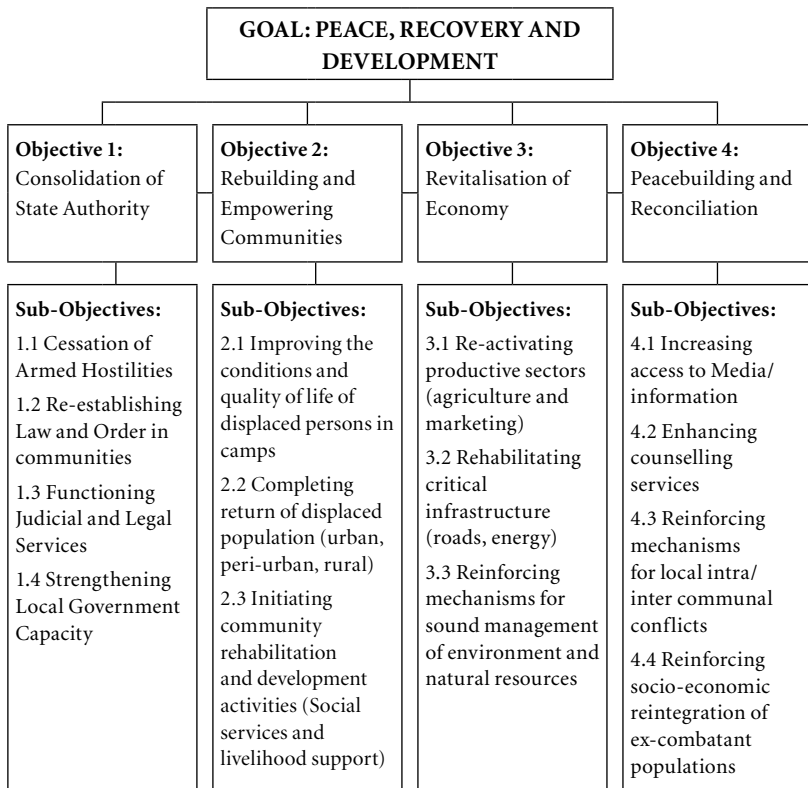 GOAL: PEACE, RECOVERY AND
DEVELOPMENT
Objective 1:
Consolidation of
State Authority
Objective 2:
Rebuilding and
Empowering
Communities
Objective 3:
Revitalisation of
Economy
Objective 4:
Peacebuilding and
Reconciliation
Sub-Objectives:
1.1 Cessation of
Armed Hostilities
1.2 Re-establishing
Law and Order in
communities
1.3 Functioning
Judicial and Legal
Services
1.4 Strengthening
Local Government
Capacity
Sub-Objectives:
2.1 Improving the
conditions and
quality of life of
displaced persons in
camps
2.2 Completing
return of displaced
population (urban,
peri-urban, rural)
2.3 Initiating
community
rehabilitation
and development
activities (Social
services and
livelihood support)
Sub-Objectives:
3.1 Re-activating
productive sectors
(agriculture and
marketing)
3.2 Rehabilitating
critical
infrastructure
(roads, energy)
3.3 Reinforcing
mechanisms for
sound management
of environment and
natural resources
Sub-Objectives:
4.1 Increasing
access to Media/
information
4.2 Enhancing
counselling
services
4.3 Reinforcing
mechanisms
for local intra/
inter communal
conflicts
4.4 Reinforcing
socio-economic
reintegration of
ex-combatant
populations